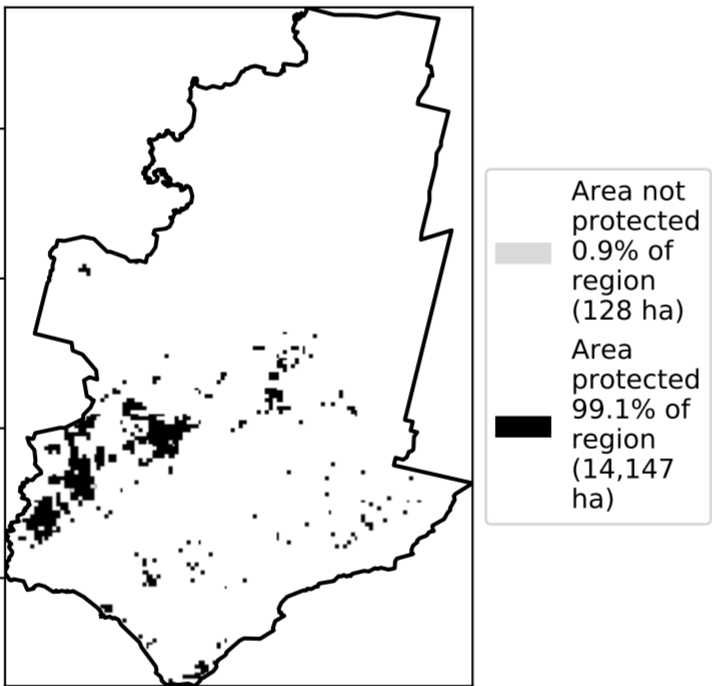 Area not
protected
0.9% of
region
(128 ha)
Area
protected
99.1% of
region
(14,147
ha)